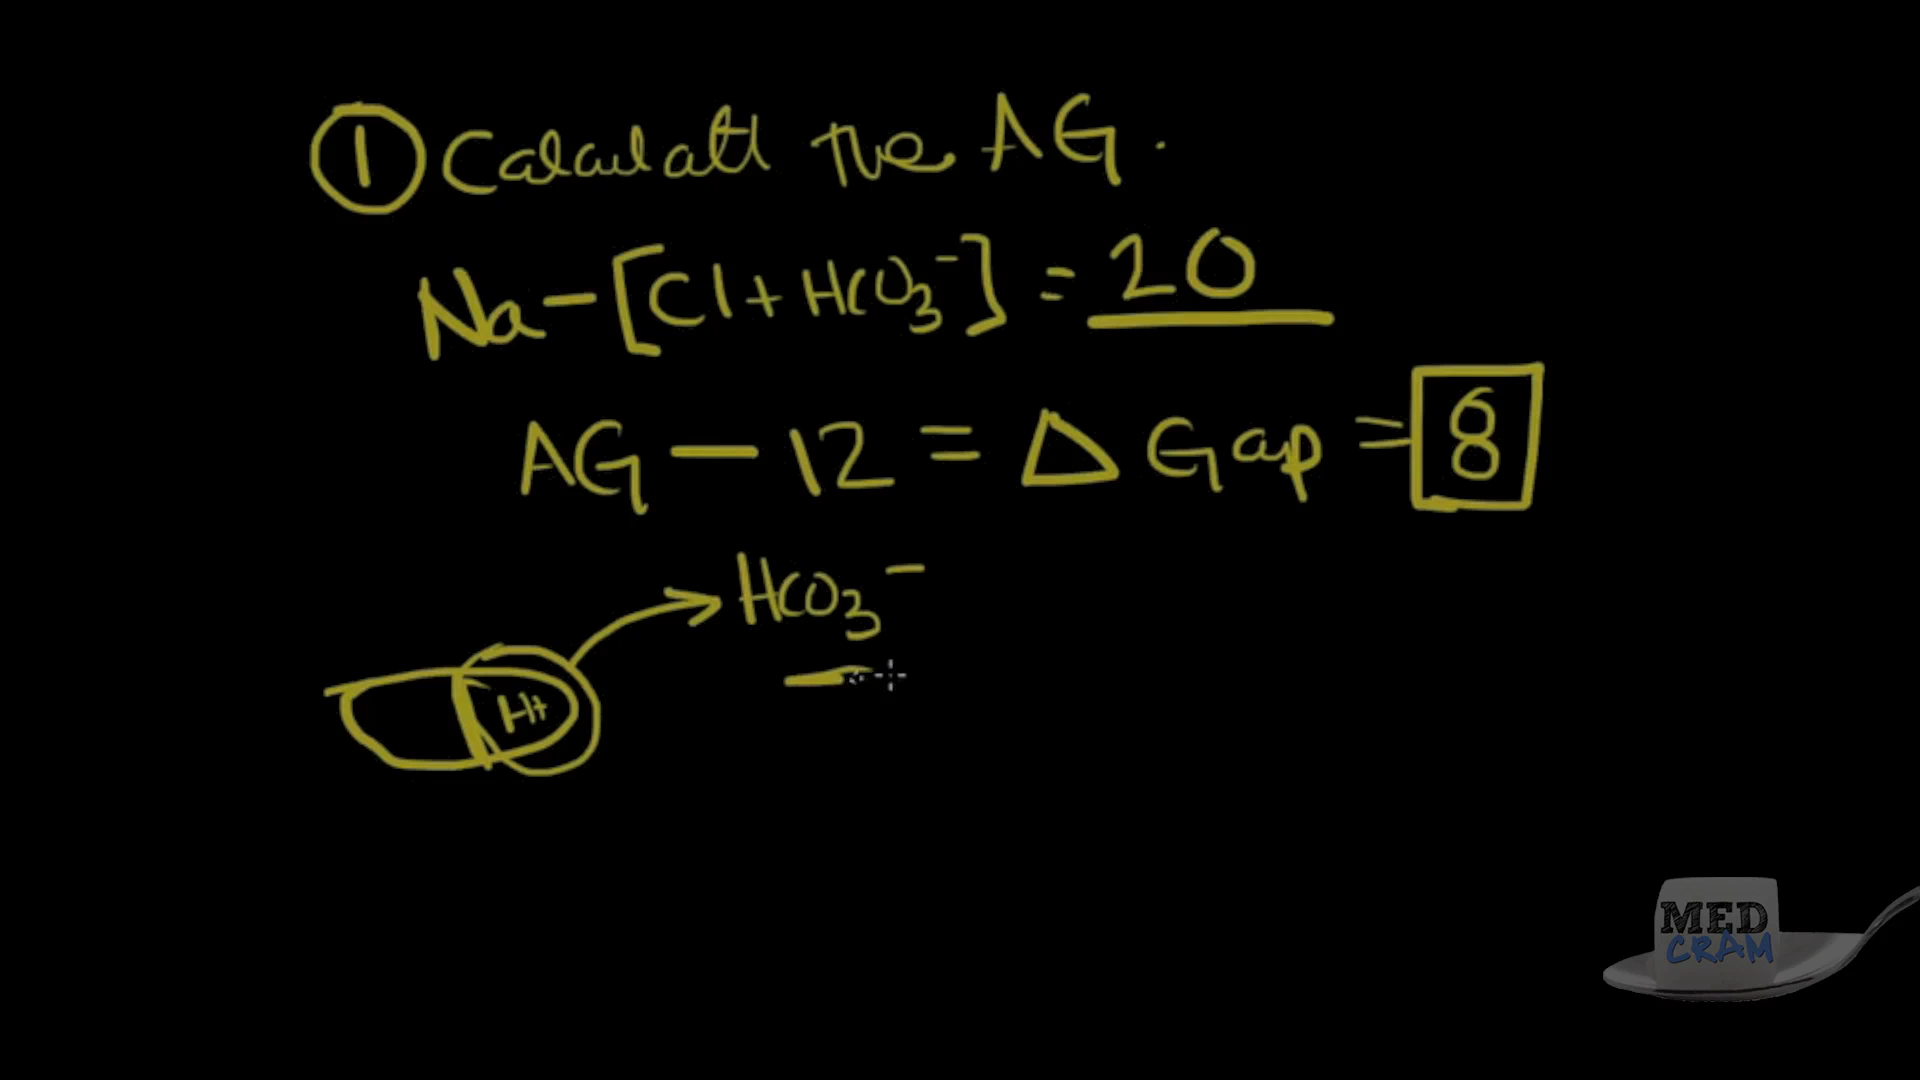 ① Calculate the AG.
Na - [Cl + HCO₃⁻] = 20
AG - 12 = Δ Gap = 8
HCO₃⁻
H+
MED
CRAM